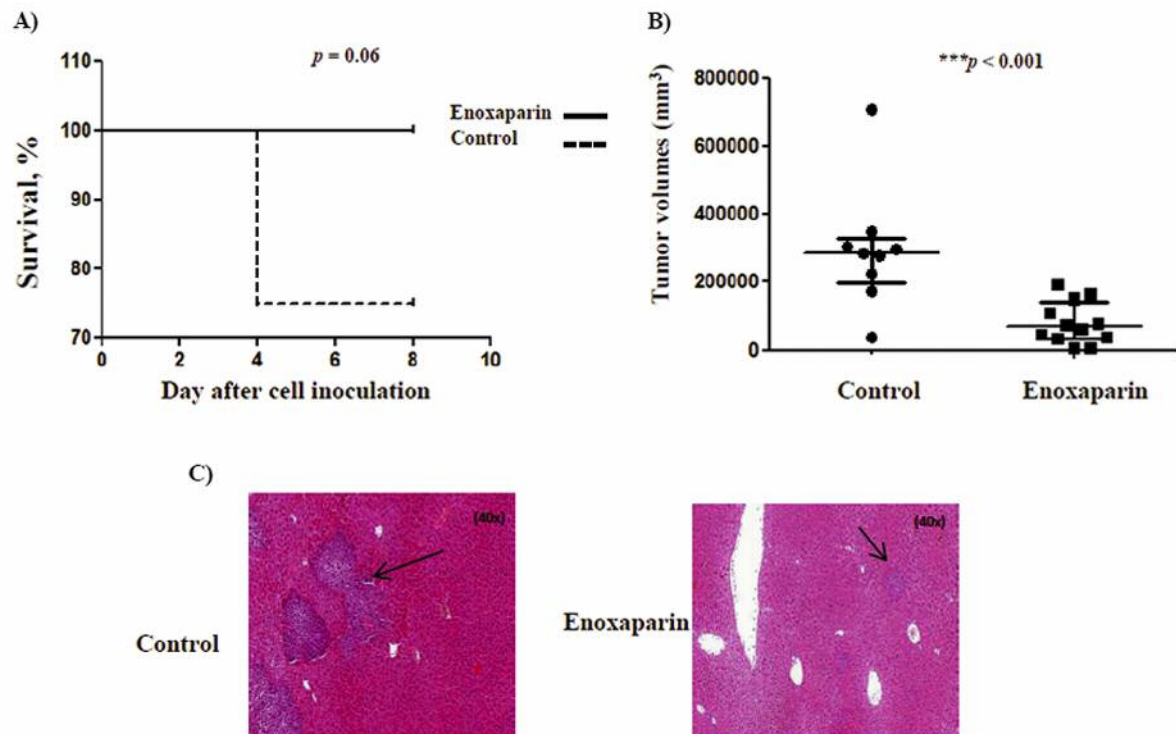 A)
p = 0.06
110
100
90
80
70
Survival, %
0 2 4 6 8 10
Day after cell inoculation
Enoxaparin
Control
B)
***p < 0.001
800000
600000
400000
200000
0
Tumor volumes (mm³)
Control Enoxaparin
C)
(40x)
Control
(40x)
Enoxaparin